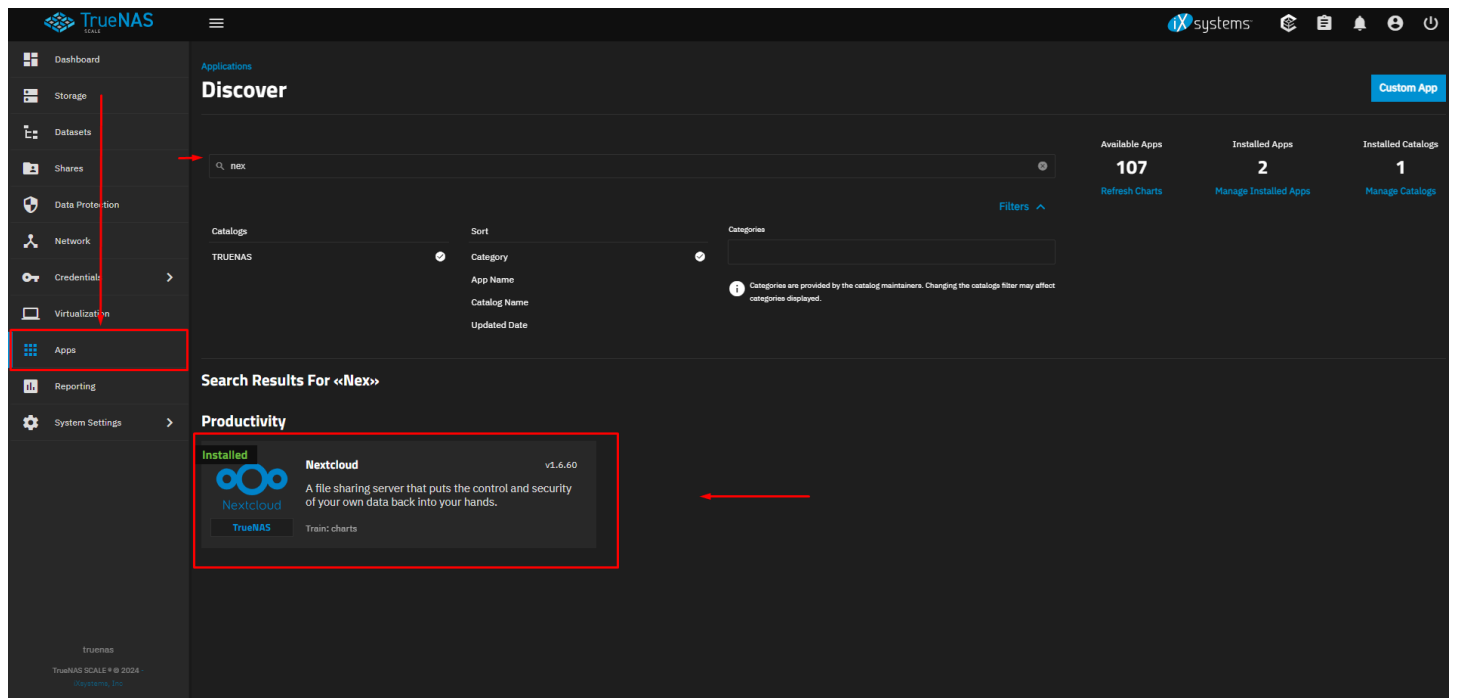 TrueNAS
SCALE
iXsystems
Dashboard
Storage
Datasets
Shares
Data Protection
Network
Credentials
Virtualization
Apps
Reporting
System Settings
truenas
TrueNAS SCALE ® © 2024 -
iXsystems, Inc
Applications
Discover
Custom App
nex
Filters
Available Apps
107
Refresh Charts
Installed Apps
2
Manage Installed Apps
Installed Catalogs
1
Manage Catalogs
Catalogs
TRUENAS
Sort
Category
App Name
Catalog Name
Updated Date
Categories
Categories are provided by the catalog maintainers. Changing the catalogs filter may affect
categories displayed.
Search Results For «Nex»
Productivity
Installed
Nextcloud
TrueNAS
Nextcloud
v1.6.60
A file sharing server that puts the control and security
of your own data back into your hands.
Train: charts